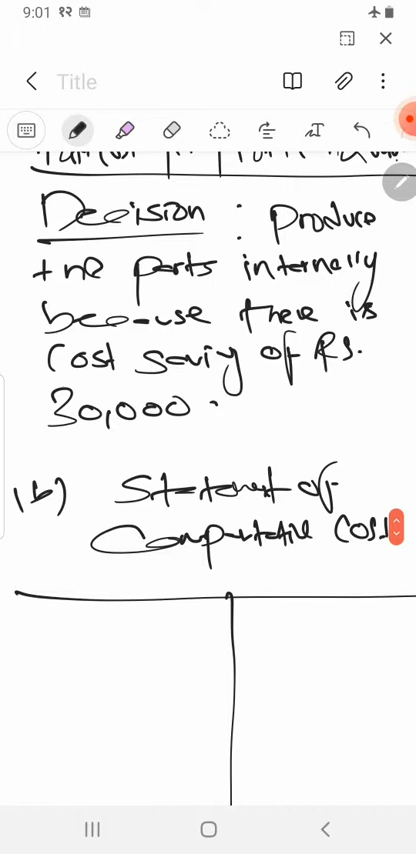 9:01 १२
Title
Decision : Produce
the parts internally
because there is
Cost Saving of Rs.
30,000.
(b) Statement of
Comparative Cost